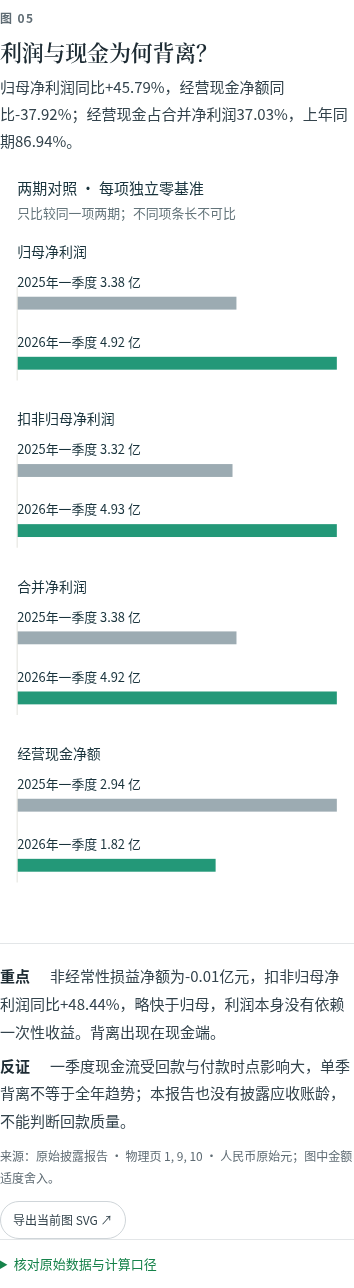 图 05
利润与现金为何背离？
归母净利润同比+45.79%，经营现金净额同
比-37.92%；经营现金占合并净利润37.03%，上年同
期86.94%。
两期对照 · 每项独立零基准
只比较同一项两期；不同项条长不可比
归母净利润
2025年一季度 3.38 亿
2026年一季度 4.92 亿
扣非归母净利润
2025年一季度 3.32 亿
2026年一季度 4.93 亿
合并净利润
2025年一季度 3.38 亿
2026年一季度 4.92 亿
经营现金净额
2025年一季度 2.94 亿
2026年一季度 1.82 亿
重点 非经常性损益净额为-0.01亿元，扣非归母净
利润同比+48.44%，略快于归母，利润本身没有依赖
一次性收益。背离出现在现金端。
反证 一季度现金流受回款与付款时点影响大，单季
背离不等于全年趋势；本报告也没有披露应收账龄，
不能判断回款质量。
来源：原始披露报告 · 物理页 1, 9, 10 · 人民币原始元；图中金额
适度舍入。
导出当前图 SVG ↗
▶ 核对原始数据与计算口径